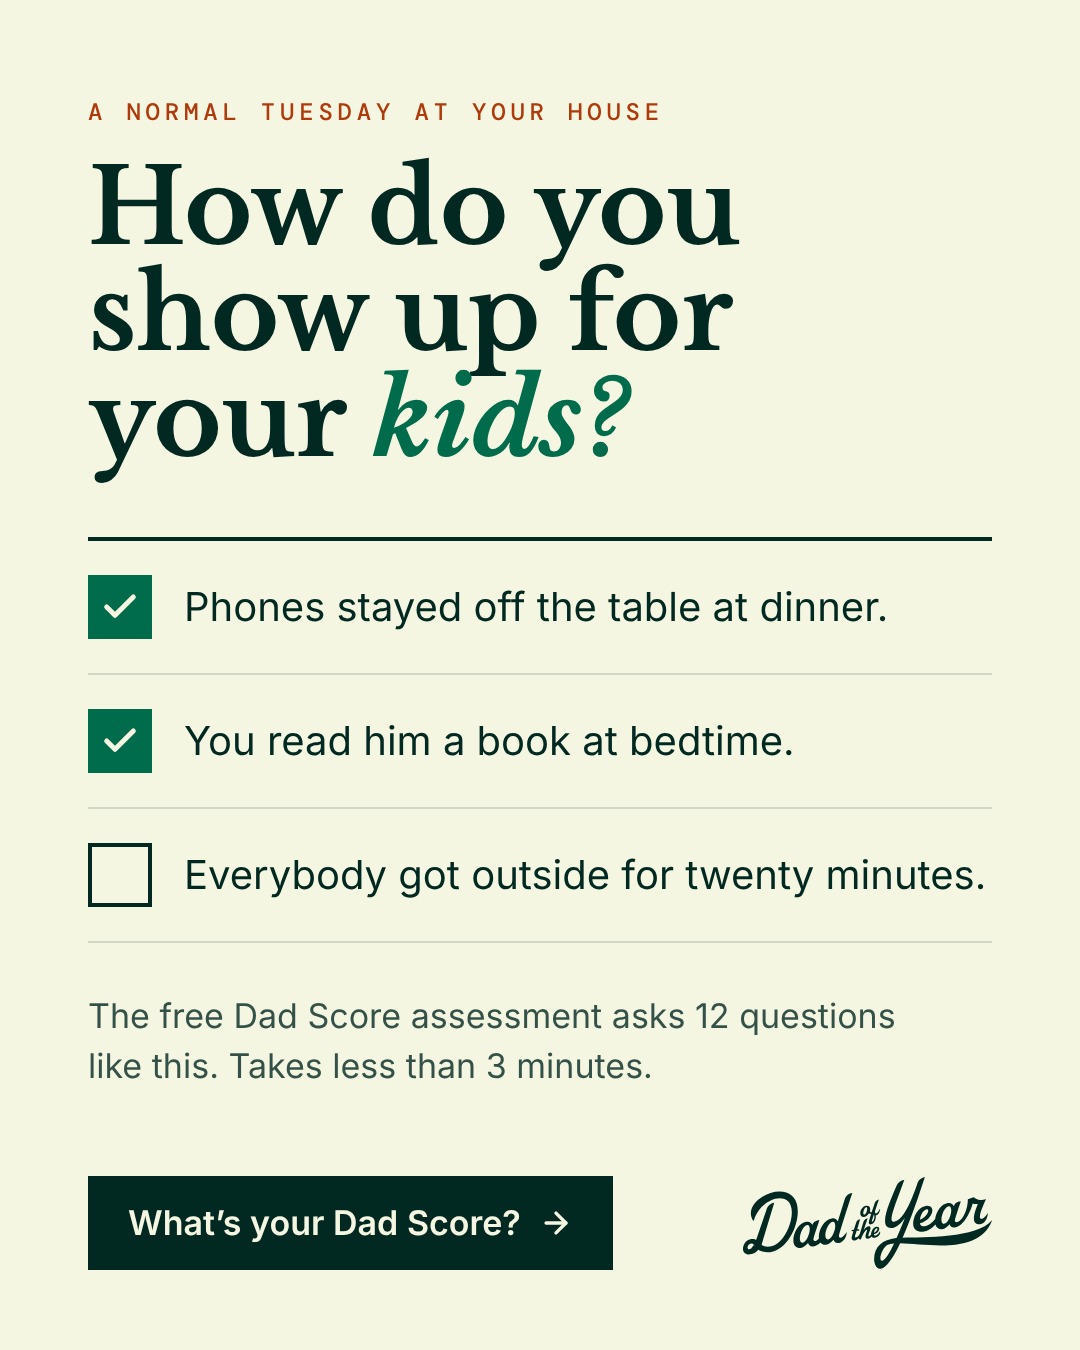 A NORMAL TUESDAY AT YOUR HOUSE
How do you
show up for
your kids?
Phones stayed off the table at dinner.
You read him a book at bedtime.
Everybody got outside for twenty minutes.
The free Dad Score assessment asks 12 questions
like this. Takes less than 3 minutes.
What’s your Dad Score? →
Dad of the Year